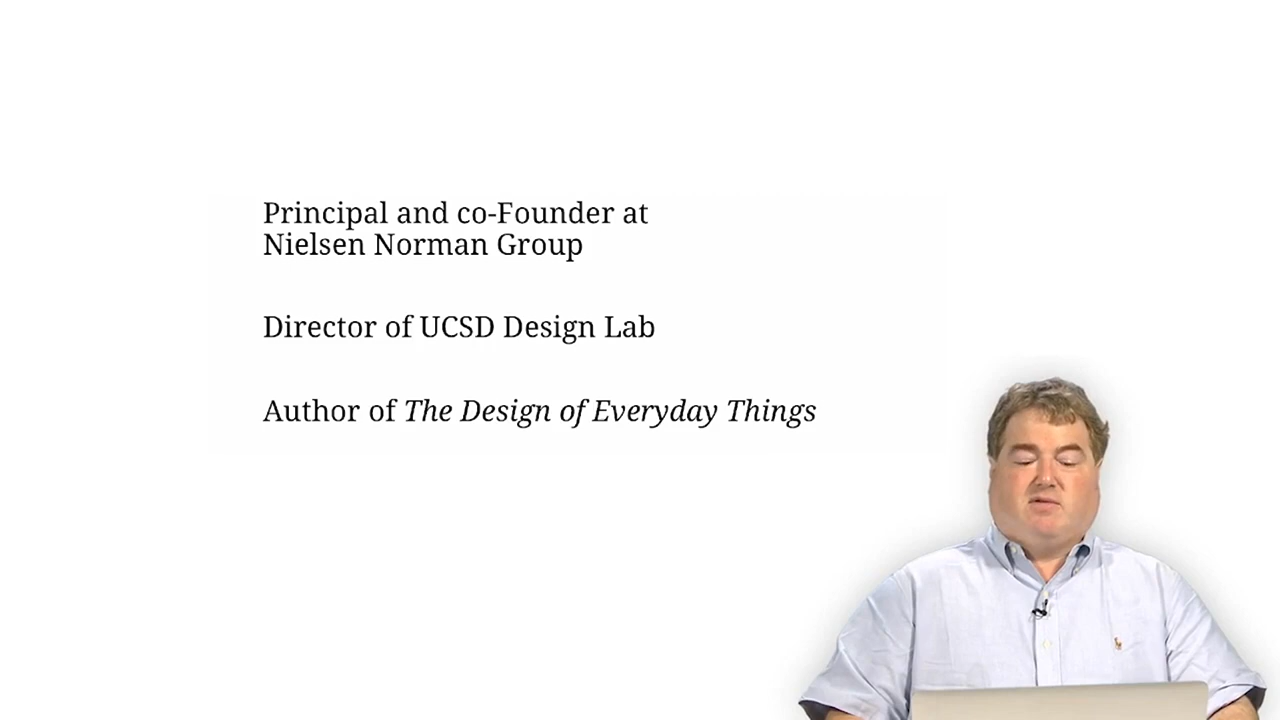 Principal and co-Founder at
Nielsen Norman Group
Director of UCSD Design Lab
Author of The Design of Everyday Things